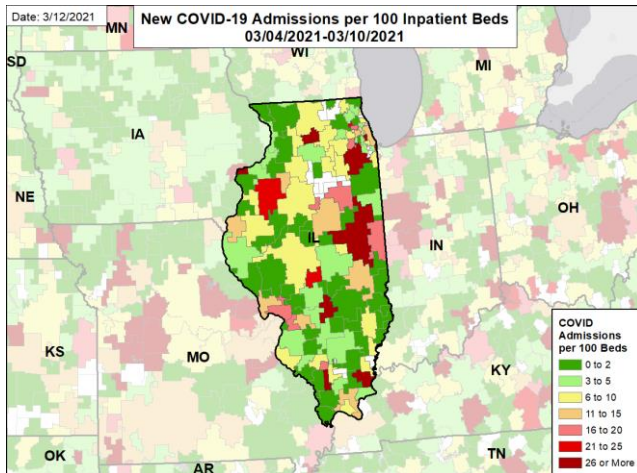 Date: 3/12/2021
New COVID-19 Admissions per 100 Inpatient Beds
03/04/2021-03/10/2021
MN
WI
SD
MI
IA
NE
OH
IL
IN
KS
MO
KY
OK
AR
TN
COVID
Admissions
per 100 Beds
0 to 2
3 to 5
6 to 10
11 to 15
16 to 20
21 to 25
26 or More